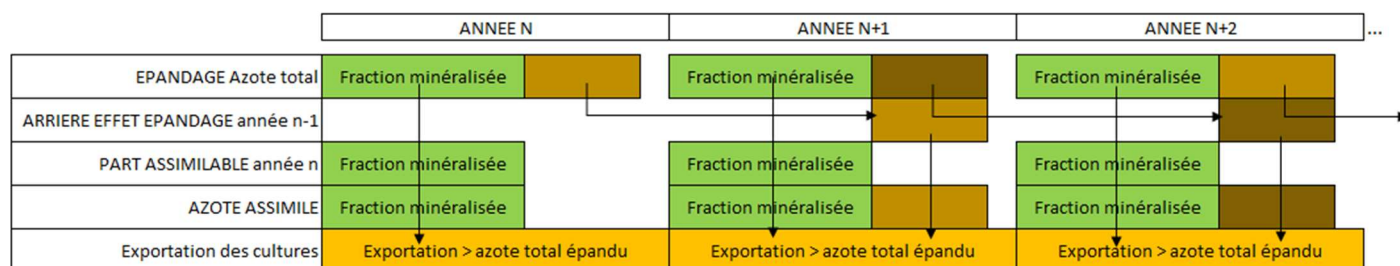 ANNEE N ANNEE N+1 ANNEE N+2 ...
EPANDAGE Azote total Fraction minéralisée Fraction minéralisée Fraction minéralisée
ARRIERE EFFET EPANDAGE année n-1
PART ASSIMILABLE année n Fraction minéralisée Fraction minéralisée Fraction minéralisée
AZOTE ASSIMILE Fraction minéralisée Fraction minéralisée Fraction minéralisée
Exportation des cultures Exportation > azote total épandu Exportation > azote total épandu Exportation > azote total épandu